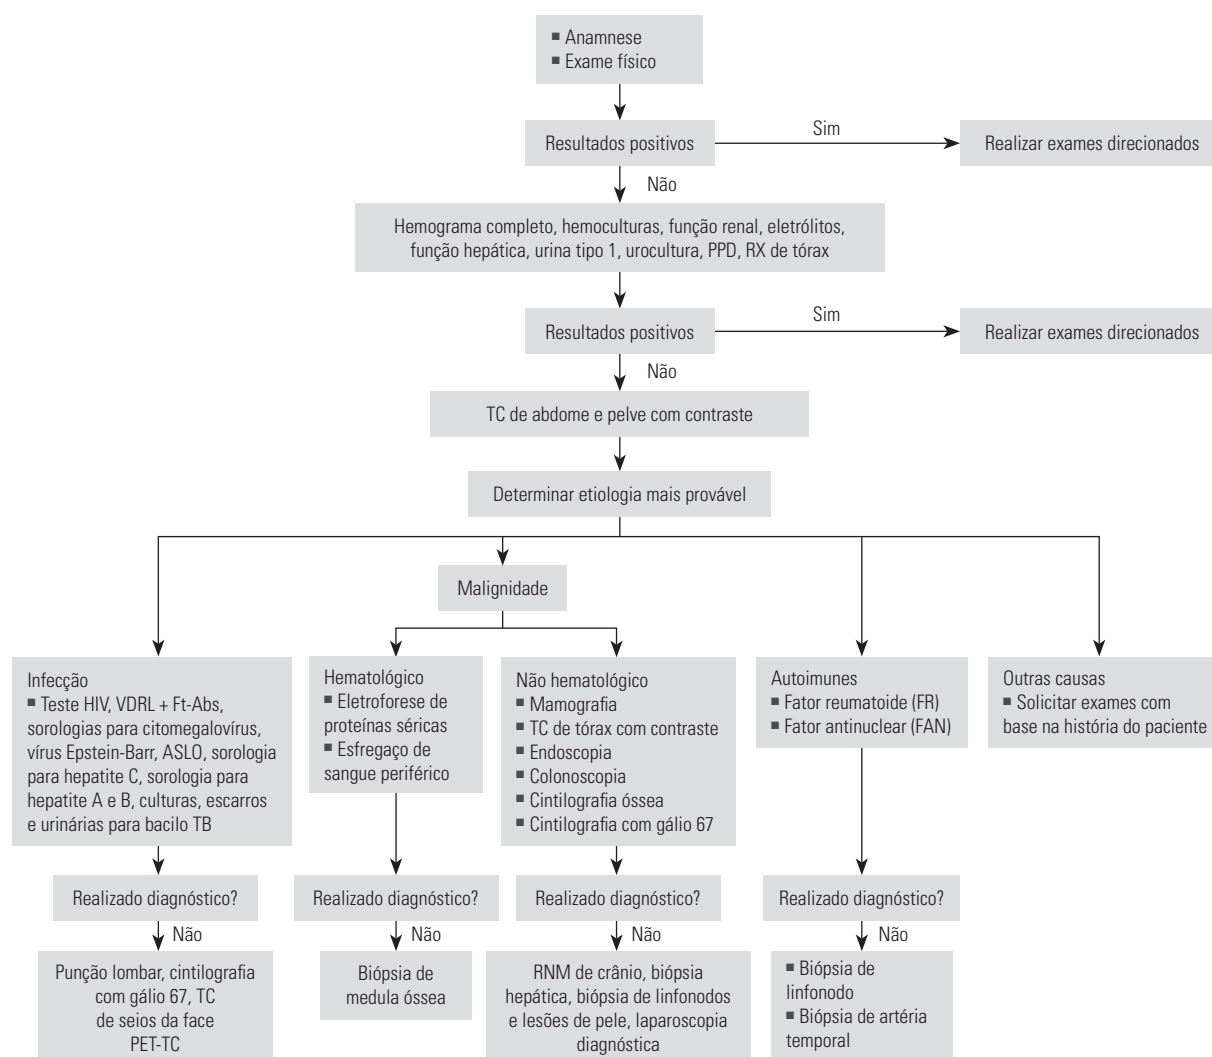 ■ Anamnese
■ Exame físico
Resultados positivos
Sim
Realizar exames direcionados
Não
Hemograma completo, hemoculturas, função renal, eletrólitos,
função hepática, urina tipo 1, urocultura, PPD, RX de tórax
Resultados positivos
Sim
Realizar exames direcionados
Não
TC de abdome e pelve com contraste
Determinar etiologia mais provável
Malignidade
Infecção
■ Teste HIV, VDRL + Ft-Abs,
sorologias para citomegalovírus,
vírus Epstein-Barr, ASLO, sorologia
para hepatite C, sorologia para
hepatite A e B, culturas, escarros
e urinárias para bacilo TB
Hematológico
■ Eletroforese de
proteínas séricas
■ Esfregaço de
sangue periférico
Não hematológico
■ Mamografia
■ TC de tórax com contraste
■ Endoscopia
■ Colonoscopia
■ Cintilografia óssea
■ Cintilografia com gálio 67
Autoimunes
■ Fator reumatoide (FR)
■ Fator antinuclear (FAN)
Outras causas
■ Solicitar exames com
base na história do paciente
Realizado diagnóstico?
Realizado diagnóstico?
Realizado diagnóstico?
Realizado diagnóstico?
Não
Não
Não
Não
Punção lombar, cintilografia
com gálio 67, TC
de seios da face
PET-TC
Biópsia de
medula óssea
RNM de crânio, biópsia
hepática, biópsia de linfonodos
e lesões de pele, laparoscopia
diagnóstica
■ Biópsia de
linfonodo
■ Biópsia de artéria
temporal